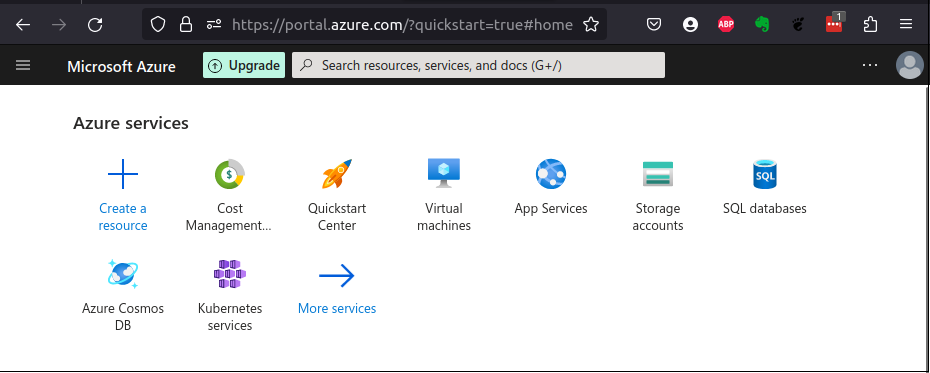 https://portal.azure.com/?quickstart=true#home
ABP
1
Microsoft Azure
Upgrade
Search resources, services, and docs (G+/)
Azure services
Create a
resource
Cost
Management...
Quickstart
Center
Virtual
machines
App Services
Storage
accounts
SQL
SQL databases
Azure Cosmos
DB
Kubernetes
services
More services